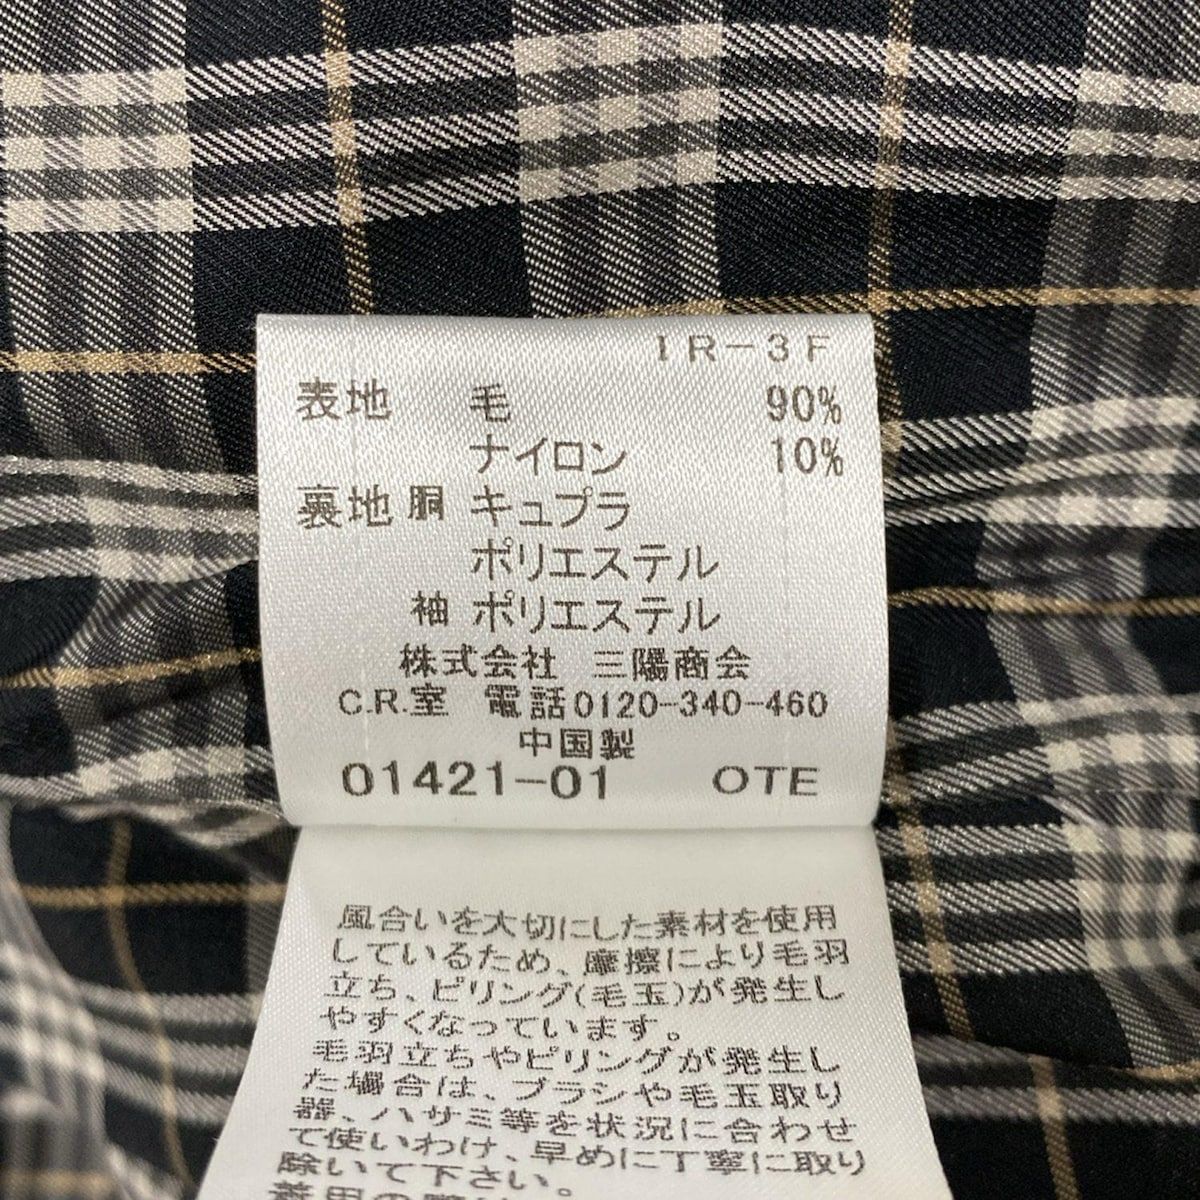 IR-3F
表地 毛 90%
ナイロン 10%
裏地 胴 キュプラ
ポリエステル
袖 ポリエステル
株式会社 三陽商会
C.R.室 電話0120-340-460
中国製
01421-01 OTE
風合いを大切にした素材を使用
しているため、摩擦により毛羽
立ち、ピリング(毛玉)が発生し
やすくなっています。
毛羽立ちやピリングが発生し
た場合は、ブラシや毛玉取り
器、ハサミ等を状況に合わせ
て使いわけ、早めに丁寧に取り
除いて下さい。